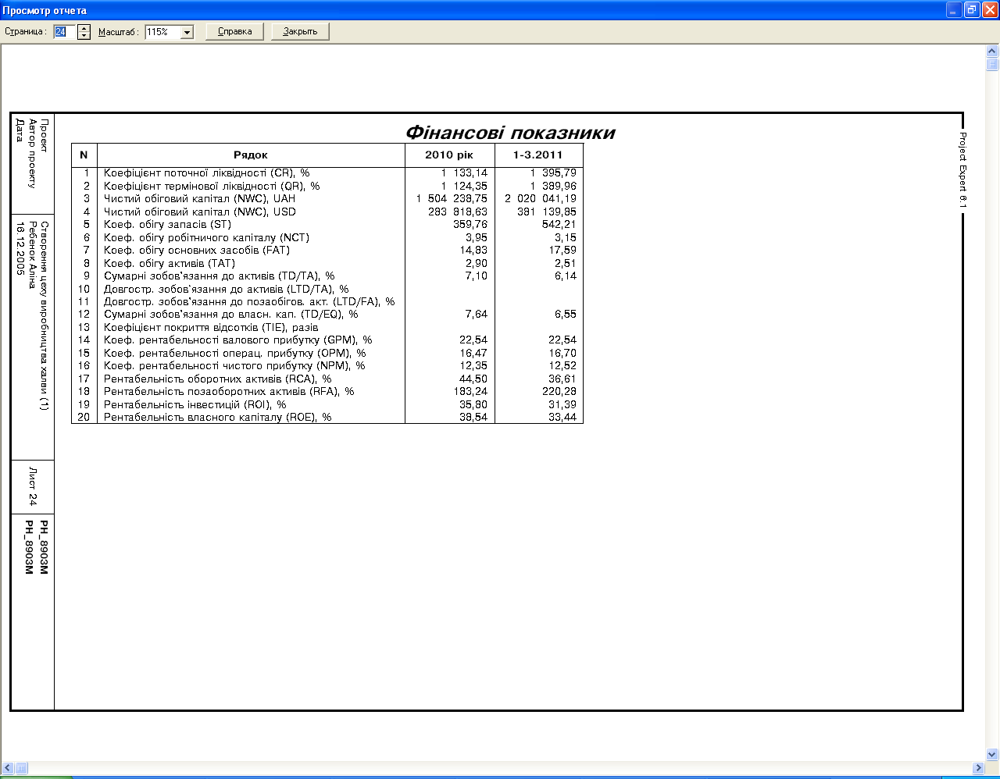 Просмотр отчета
Страница : 24 Масштаб : 115% Справка Закрыть
Фінансові показники
N Рядок 2010 рік 1-3.2011
1 Коефіцієнт поточної ліквідності (CR), % 1 133,14 1 395,79
2 Коефіцієнт термінової ліквідності (QR), % 1 124,35 1 389,96
3 Чистий обіговий капітал (NWC), UAH 1 504 238,75 2 020 041,19
4 Чистий обіговий капітал (NWC), USD 283 818,63 381 139,85
5 Коеф. обігу запасів (ST) 359,76 542,21
6 Коеф. обігу робітничого капіталу (NCT) 3,95 3,15
7 Коеф. обігу основних засобів (FAT) 14,83 17,59
8 Коеф. обігу активів (TAT) 2,90 2,51
9 Сумарні зобов'язання до активів (TD/TA), % 7,10 6,14
10 Довгостр. зобов'язання до активів (LTD/TA), %
11 Довгостр. зобов'язання до позаобігов. акт. (LTD/FA), %
12 Сумарні зобов'язання до власн. кап. (TD/EQ), % 7,64 6,55
13 Коефіцієнт покриття відсотків (TIE), разів
14 Коеф. рентабельності валового прибутку (GPM), % 22,54 22,54
15 Коеф. рентабельності операц. прибутку (OPM), % 16,47 16,70
16 Коеф. рентабельності чистого прибутку (NPM), % 12,35 12,52
17 Рентабельність оборотних активів (RCA), % 44,50 36,61
18 Рентабельність позаоборотних активів (RFA), % 183,24 220,28
19 Рентабельність інвестицій (ROI), % 35,80 31,39
20 Рентабельність власного капіталу (ROE), % 38,54 33,44
Project Expert 6.1
Проект Створення цеху виробництва халви (1)
Автор проекту Ребенок Аліна
Дата 16.12.2005
Лист 24
РН_8903М
РН_8903М